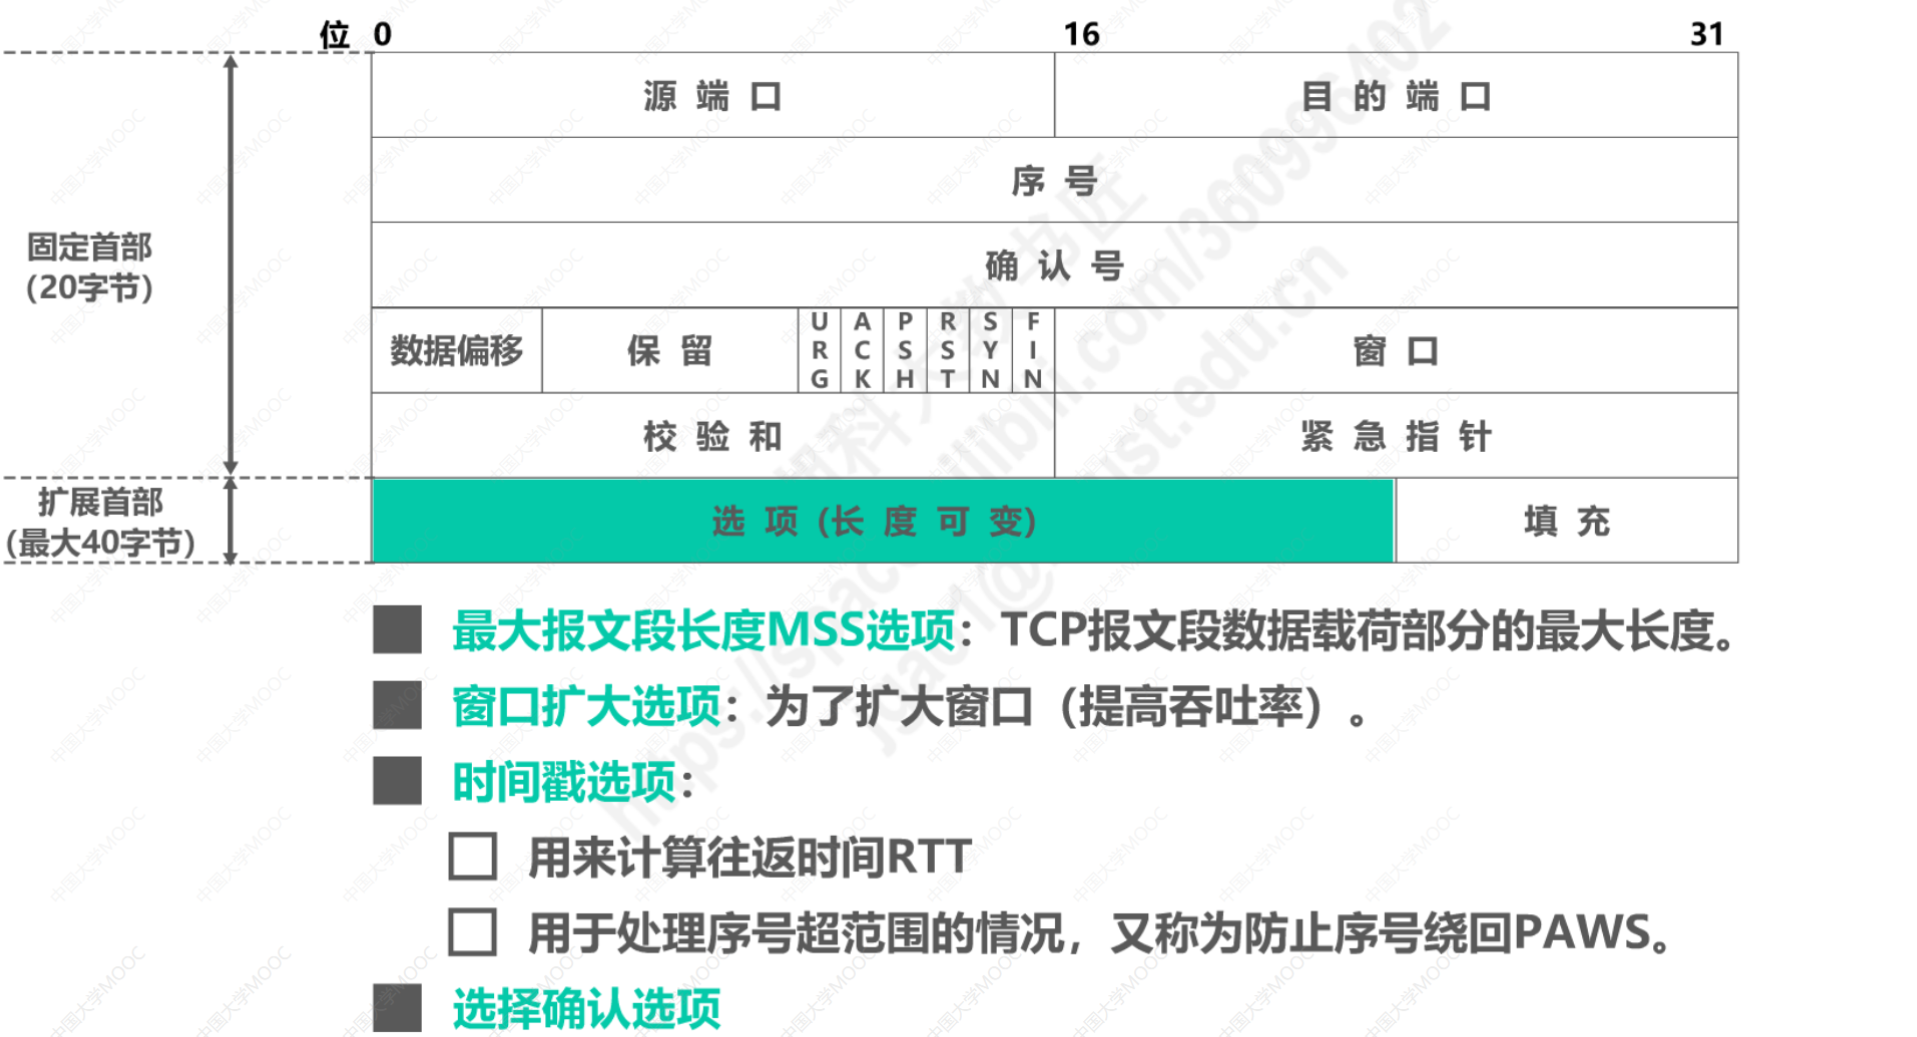 位 0 16 31
源 端 口 目 的 端 口
序 号
确 认 号
固定首部
(20字节)
数据偏移 保 留 URG ACK PSH RST SYN FIN 窗 口
校 验 和 紧 急 指 针
扩展首部
(最大40字节)
选 项 (长 度 可 变) 填 充
最大报文段长度MSS选项：TCP报文段数据载荷部分的最大长度。
窗口扩大选项：为了扩大窗口（提高吞吐率）。
时间戳选项：
用来计算往返时间RTT
用于处理序号超范围的情况，又称为防止序号绕回PAWS。
选择确认选项
中国大学MOOC